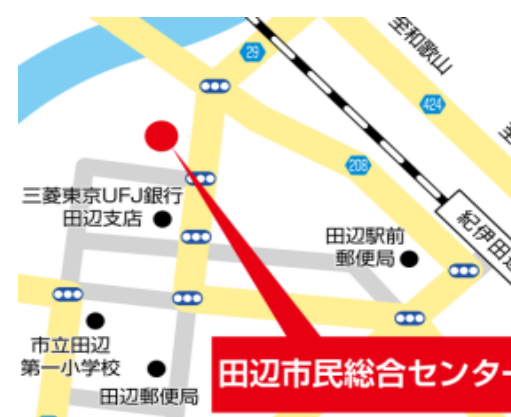 至和歌山
29
424
至
208
三菱東京UFJ銀行
田辺支店
田辺駅前
郵便局
紀伊田辺
市立田辺
第一小学校
田辺郵便局
田辺市民総合センター